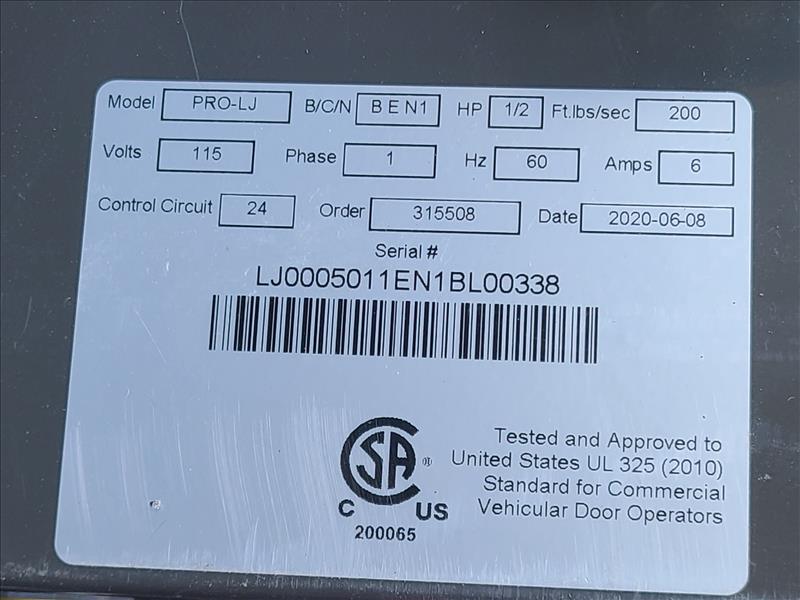 Model PRO-LJ B/C/N B E N1 HP 1/2 Ft.lbs/sec 200
Volts 115 Phase 1 Hz 60 Amps 6
Control Circuit 24 Order 315508 Date 2020-06-08
Serial #
LJ0005011EN1BL00338
CSA ®
C US
200065
Tested and Approved to
United States UL 325 (2010)
Standard for Commercial
Vehicular Door Operators